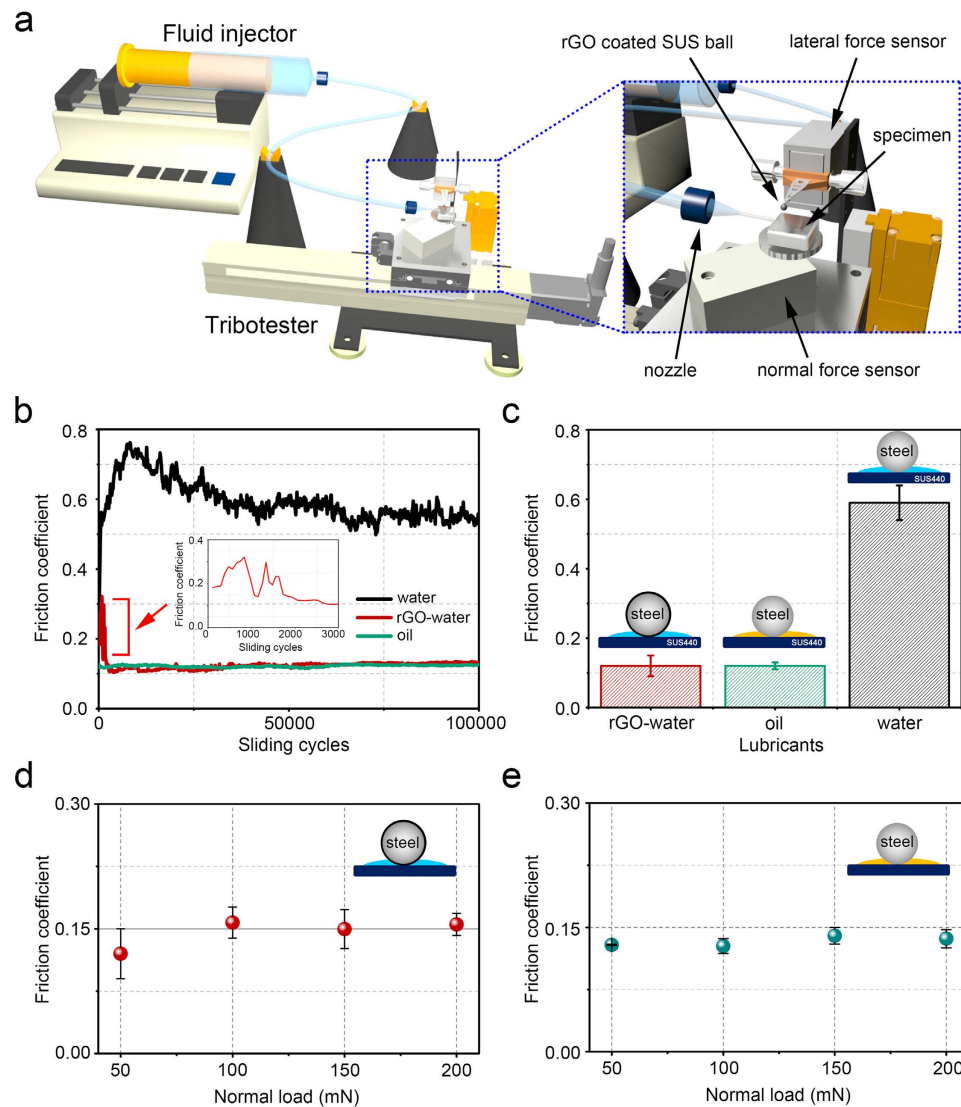 a
Fluid injector
rGO coated SUS ball
lateral force sensor
specimen
Tribotester
nozzle
normal force sensor
b
0.8
0.6
0.4
0.2
0.0
Friction coefficient
0
50000
100000
Sliding cycles
0.4
0.2
0.0
Friction coefficient
0
1000
2000
3000
Sliding cycles
water
rGO-water
oil
c
0.8
0.6
0.4
0.2
0.0
Friction coefficient
steel
SUS440
steel
SUS440
steel
SUS440
rGO-water
oil
water
Lubricants
d
0.30
0.15
0.00
Friction coefficient
steel
50
100
150
200
Normal load (mN)
e
0.30
0.15
0.00
Friction coefficient
steel
50
100
150
200
Normal load (mN)